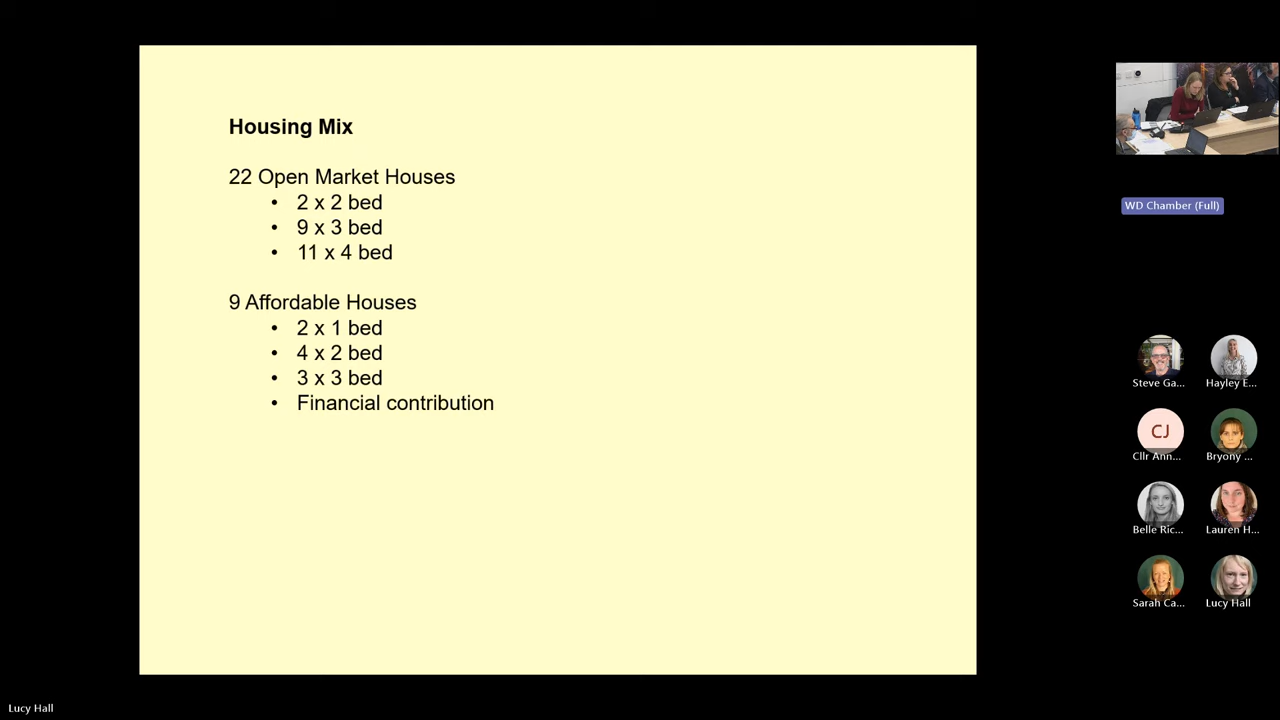 Housing Mix
22 Open Market Houses
• 2 x 2 bed
• 9 x 3 bed
• 11 x 4 bed
9 Affordable Houses
• 2 x 1 bed
• 4 x 2 bed
• 3 x 3 bed
• Financial contribution
WD Chamber (Full)
Steve Ga...
Hayley E...
CJ
Cllr Ann...
Bryony ...
Belle Ric...
Lauren H...
Sarah Ca...
Lucy Hall
Lucy Hall